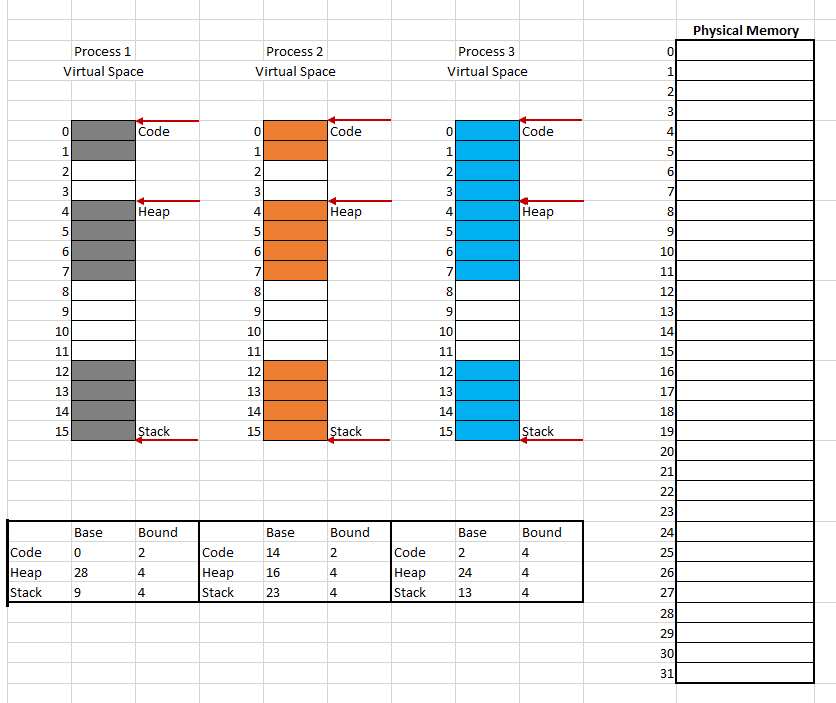 Physical Memory
Process 1 Process 2 Process 3 0
Virtual Space Virtual Space Virtual Space 1
2
3
0 Code 0 Code 0 Code 4
1 1 1 5
2 2 2 6
3 3 3 7
4 Heap 4 Heap 4 Heap 8
5 5 5 9
6 6 6 10
7 7 7 11
8 8 8 12
9 9 9 13
10 10 10 14
11 11 11 15
12 12 12 16
13 13 13 17
14 14 14 18
15 Stack 15 Stack 15 Stack 19
20
21
22
23
Base Bound Base Bound Base Bound 24
Code 0 2 Code 14 2 Code 2 4 25
Heap 28 4 Heap 16 4 Heap 24 4 26
Stack 9 4 Stack 23 4 Stack 13 4 27
28
29
30
31